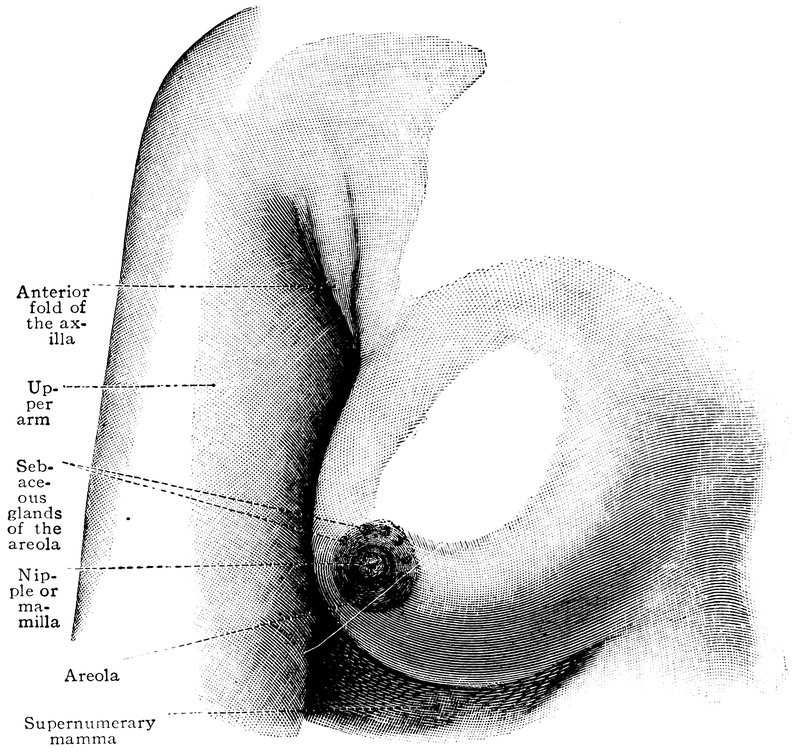 Anterior
fold of
the ax-
illa
Up-
per
arm
Seb-
ace-
ous
glands
of the
areola
Nip-
ple or
ma-
milla
Areola
Supernumerary
mamma